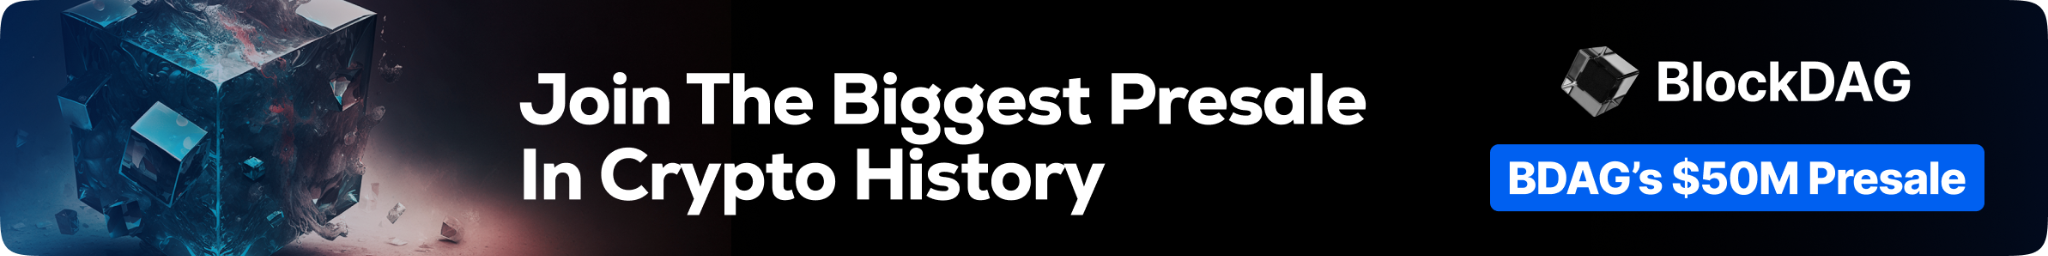 Join The Biggest Presale
In Crypto History
BlockDAG
BDAG’s $50M Presale